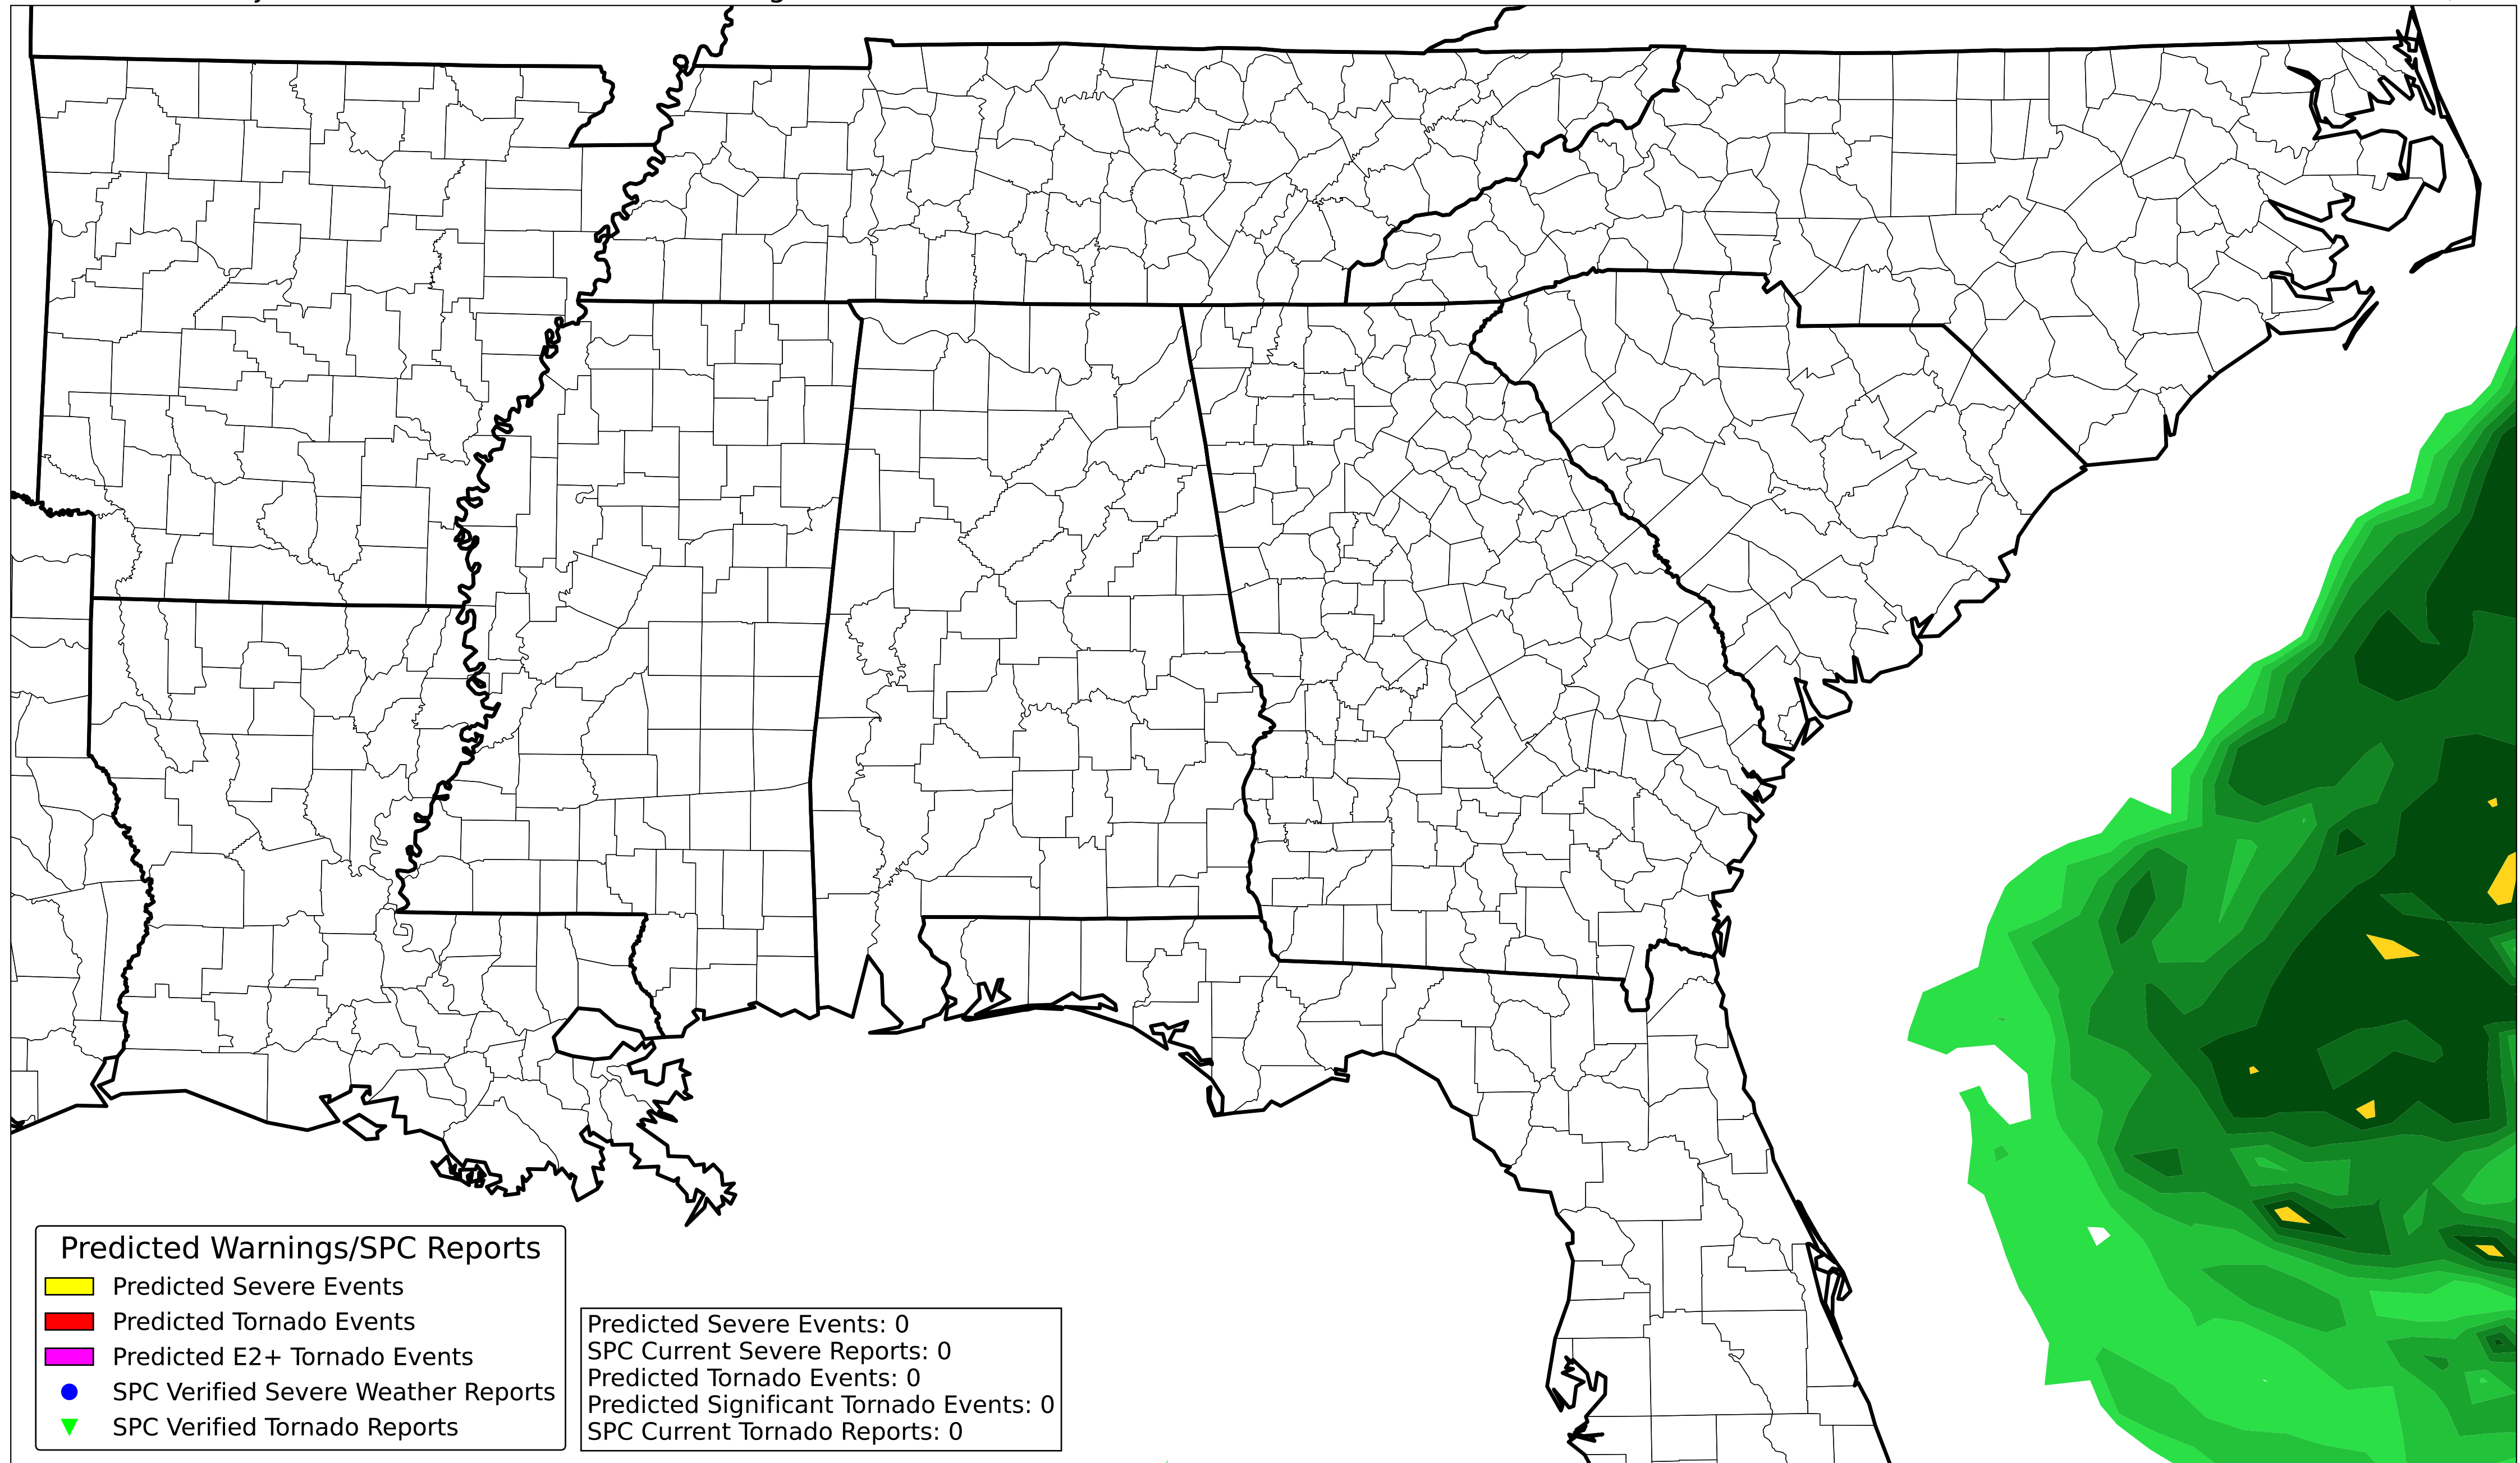 Predicted Warnings/SPC Reports
Predicted Severe Events
Predicted Tornado Events
Predicted E2+ Tornado Events
SPC Verified Severe Weather Reports
SPC Verified Tornado Reports
Predicted Severe Events: 0
SPC Current Severe Reports: 0
Predicted Tornado Events: 0
Predicted Significant Tornado Events: 0
SPC Current Tornado Reports: 0